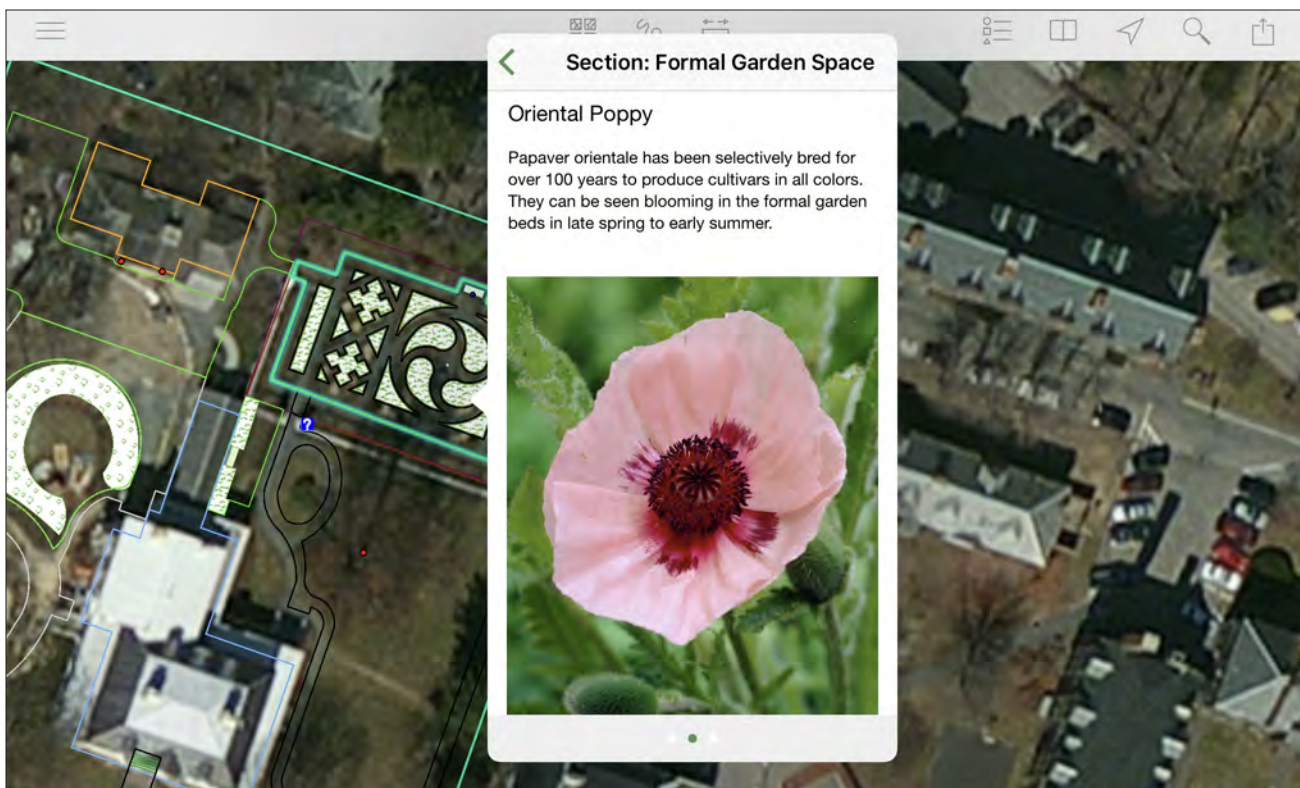 Section: Formal Garden Space
Oriental Poppy
Papaver orientale has been selectively bred for
over 100 years to produce cultivars in all colors.
They can be seen blooming in the formal garden
beds in late spring to early summer.
?